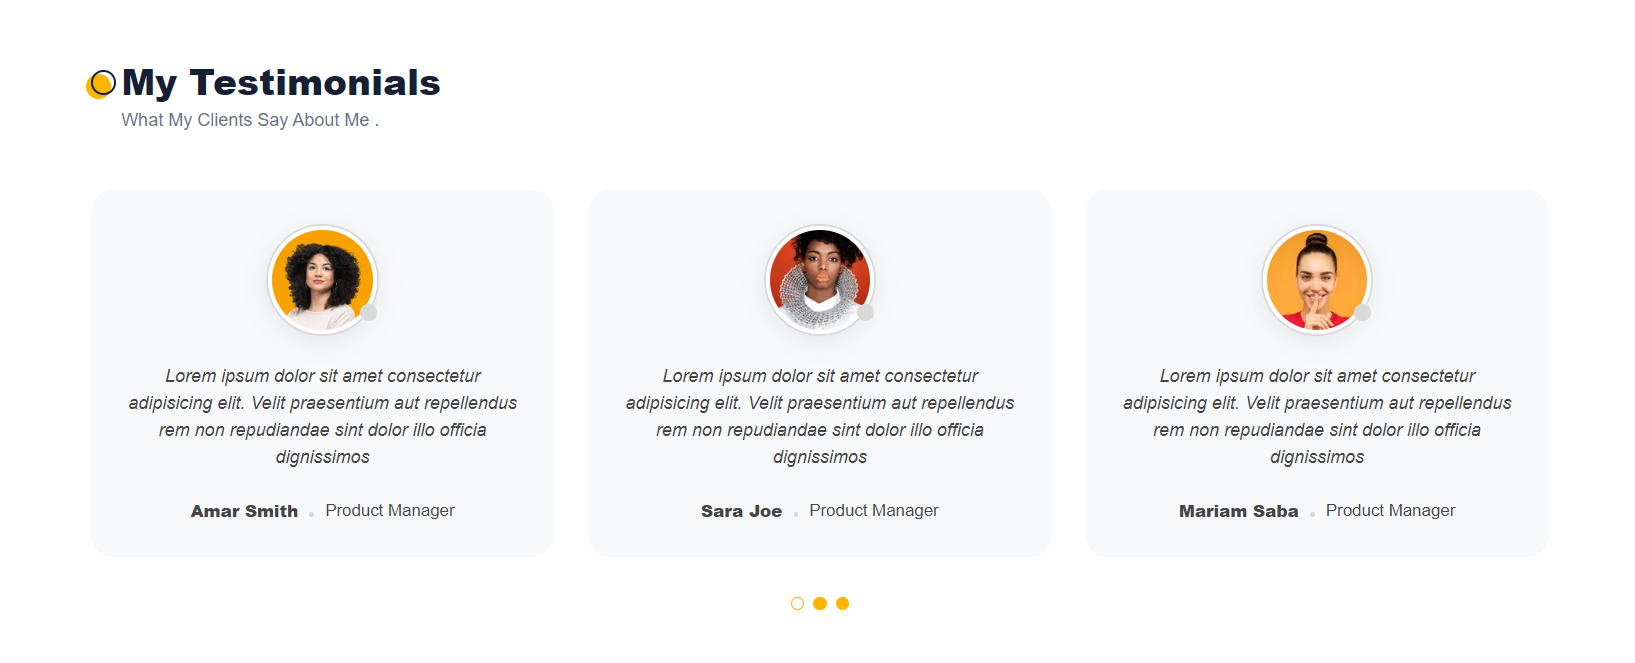 My Testimonials
What My Clients Say About Me .
Lorem ipsum dolor sit amet consectetur
adipisicing elit. Velit praesentium aut repellendus
rem non repudiandae sint dolor illo officia
dignissimos
Amar Smith . Product Manager
Lorem ipsum dolor sit amet consectetur
adipisicing elit. Velit praesentium aut repellendus
rem non repudiandae sint dolor illo officia
dignissimos
Sara Joe . Product Manager
Lorem ipsum dolor sit amet consectetur
adipisicing elit. Velit praesentium aut repellendus
rem non repudiandae sint dolor illo officia
dignissimos
Mariam Saba . Product Manager